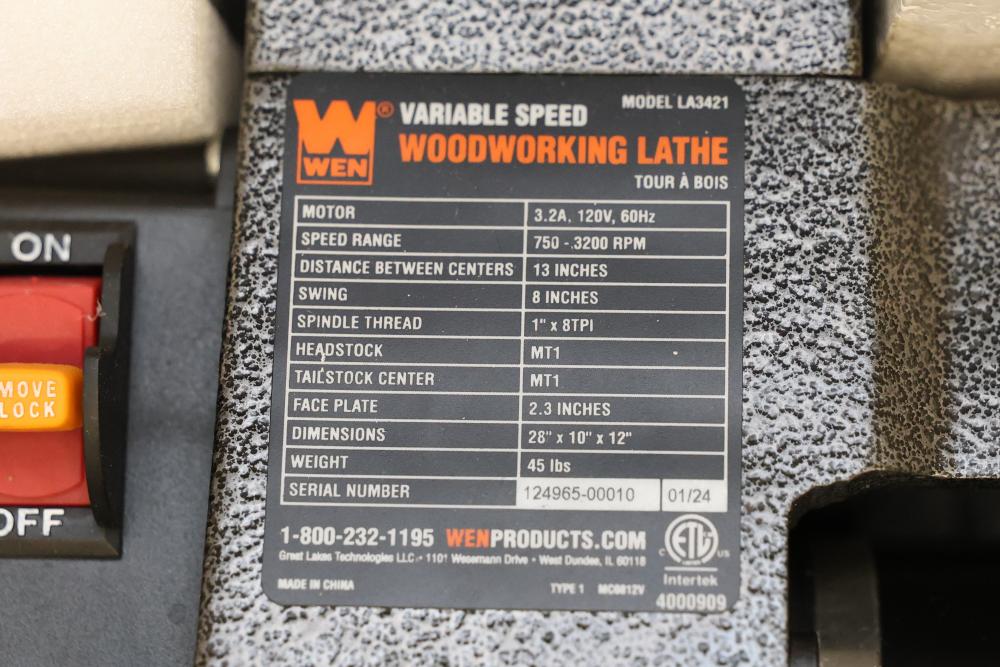 ON
MOVE
LOCK
OFF
WEN®
VARIABLE SPEED
MODEL LA3421
WOODWORKING LATHE
TOUR À BOIS
MOTOR 3.2A, 120V, 60Hz
SPEED RANGE 750 - 3200 RPM
DISTANCE BETWEEN CENTERS 13 INCHES
SWING 8 INCHES
SPINDLE THREAD 1" x 8TPI
HEADSTOCK MT1
TAILSTOCK CENTER MT1
FACE PLATE 2.3 INCHES
DIMENSIONS 28" x 10" x 12"
WEIGHT 45 lbs
SERIAL NUMBER 124965-00010 01/24
1-800-232-1195 WENPRODUCTS.COM
Great Lakes Technologies LLC • 1101 Wesemann Drive • West Dundee, IL 60118
MADE IN CHINA TYPE 1 MC8812V
C ETL US
LISTED
Intertek
4000909